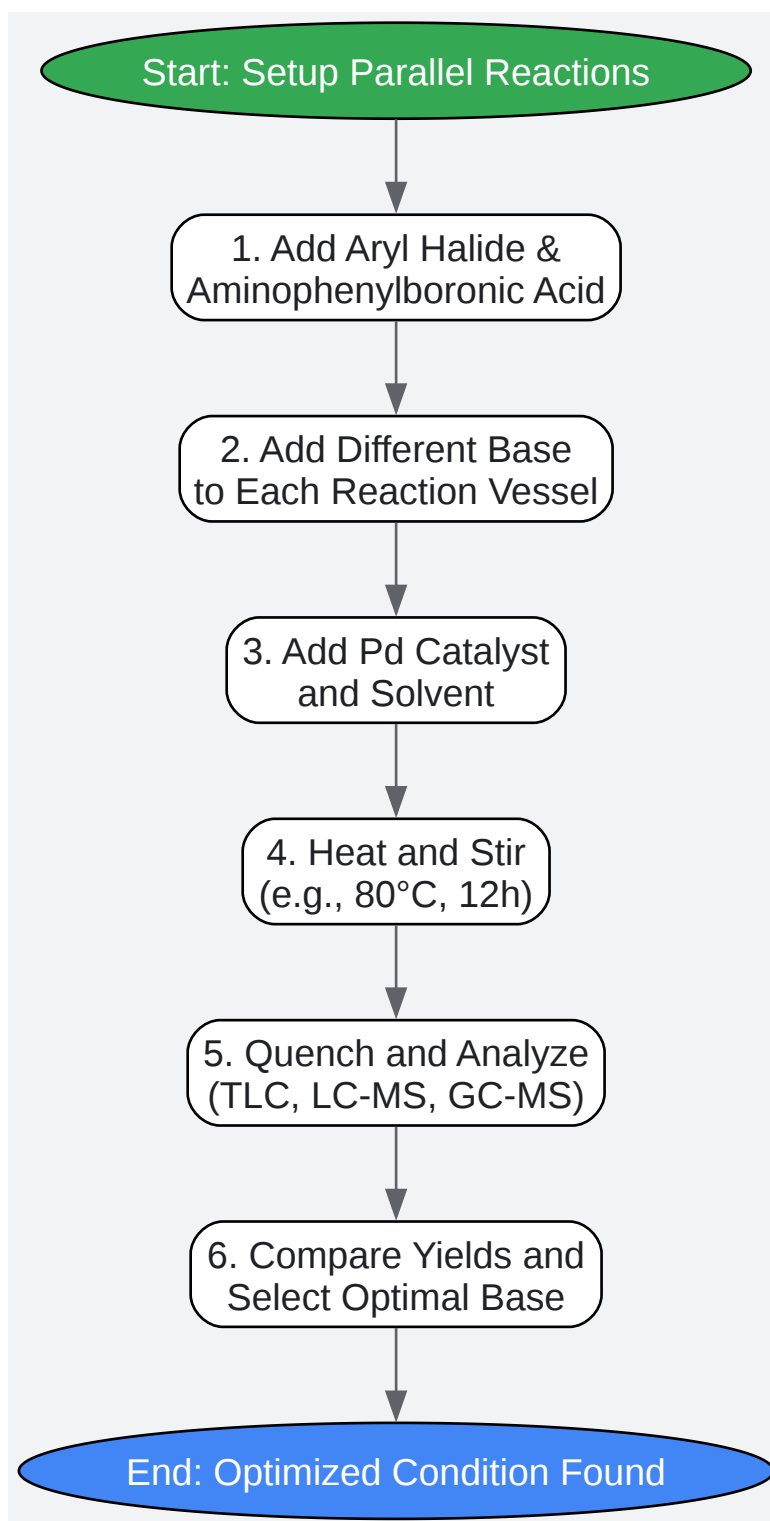 Start: Setup Parallel Reactions
1. Add Aryl Halide &
Aminophenylboronic Acid
2. Add Different Base
to Each Reaction Vessel
3. Add Pd Catalyst
and Solvent
4. Heat and Stir
(e.g., 80°C, 12h)
5. Quench and Analyze
(TLC, LC-MS, GC-MS)
6. Compare Yields and
Select Optimal Base
End: Optimized Condition Found